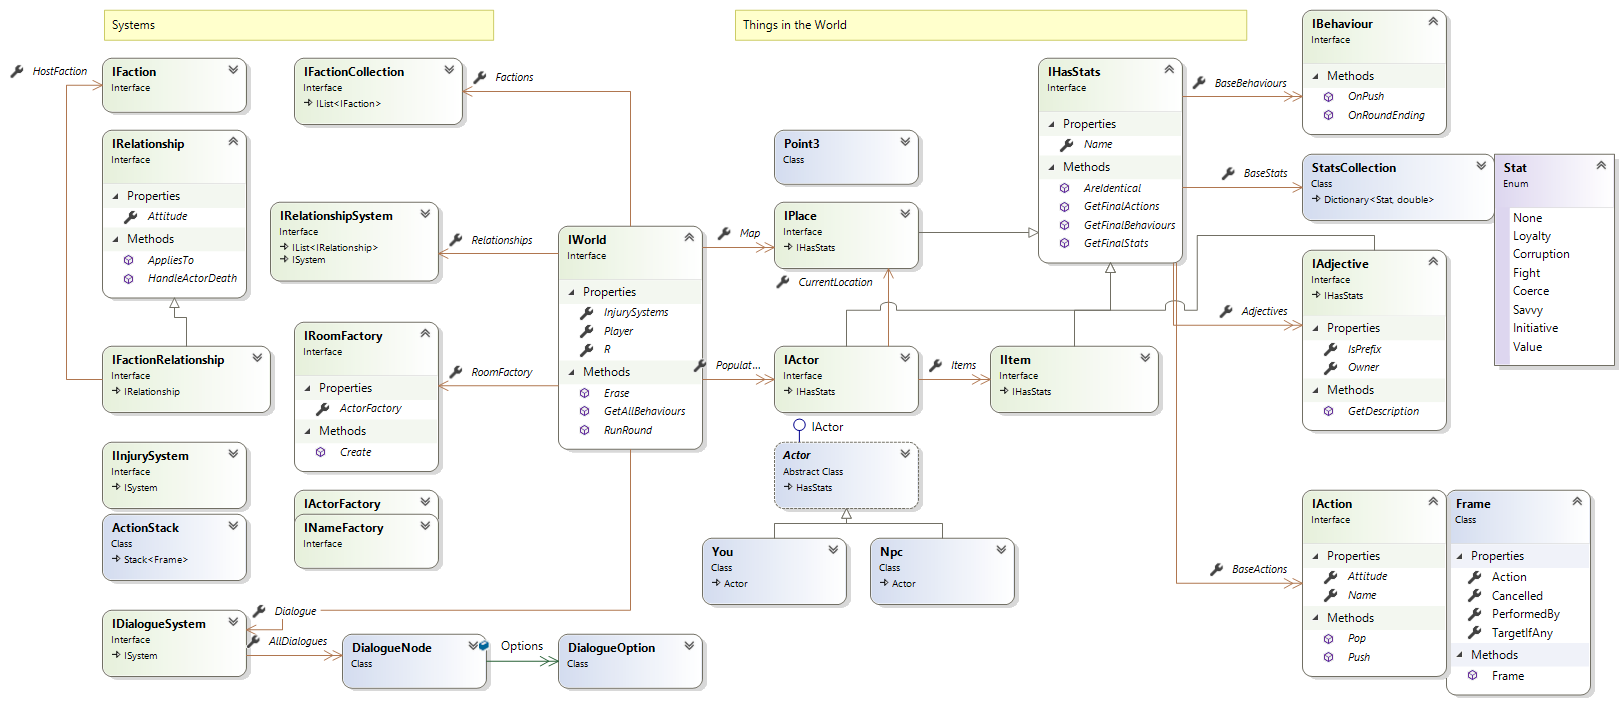 Systems
Things in the World
HostFaction
IFaction
Interface
IFactionCollection
Interface
IList<IFaction>
Factions
IRelationship
Interface
Properties
Attitude
Methods
AppliesTo
HandleActorDeath
IRelationshipSystem
Interface
IList<IRelationship>
ISystem
Relationships
IFactionRelationship
Interface
IRelationship
IRoomFactory
Interface
Properties
ActorFactory
Methods
Create
RoomFactory
IInjurySystem
Interface
ISystem
ActionStack
Class
Stack<Frame>
IActorFactory
INameFactory
Interface
IDialogueSystem
Interface
ISystem
Dialogue
AllDialogues
DialogueNode
Class
Options
DialogueOption
Class
IWorld
Interface
Properties
InjurySystems
Player
R
Methods
Erase
GetAllBehaviours
RunRound
Map
Populat...
Point3
Class
IPlace
Interface
IHasStats
CurrentLocation
IActor
Interface
IHasStats
Items
IItem
Interface
IHasStats
IActor
Actor
Abstract Class
HasStats
You
Class
Actor
Npc
Class
Actor
IHasStats
Interface
Properties
Name
Methods
AreIdentical
GetFinalActions
GetFinalBehaviours
GetFinalStats
BaseBehaviours
BaseStats
Adjectives
BaseActions
IBehaviour
Interface
Methods
OnPush
OnRoundEnding
StatsCollection
Class
Dictionary<Stat, double>
Stat
Enum
None
Loyalty
Corruption
Fight
Coerce
Savvy
Initiative
Value
IAdjective
Interface
IHasStats
Properties
IsPrefix
Owner
Methods
GetDescription
IAction
Interface
Properties
Attitude
Name
Methods
Pop
Push
Frame
Class
Properties
Action
Cancelled
PerformedBy
TargetIfAny
Methods
Frame